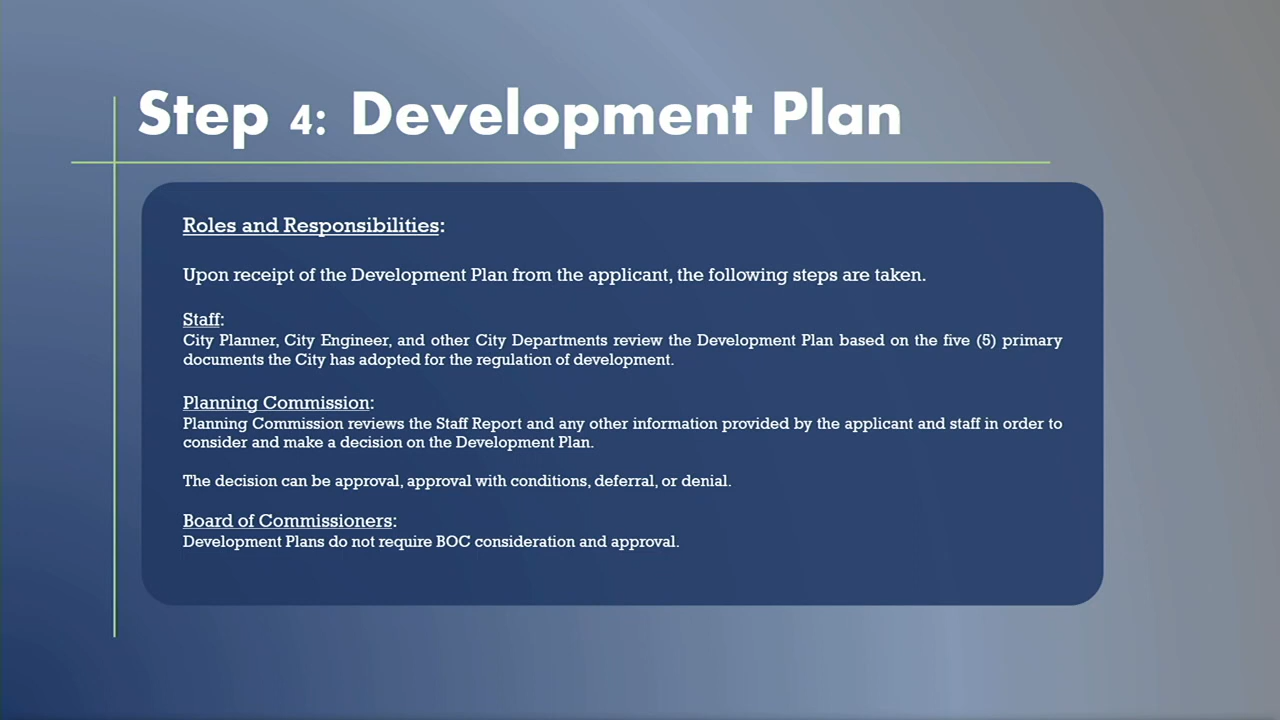 Step 4: Development Plan
Roles and Responsibilities:
Upon receipt of the Development Plan from the applicant, the following steps are taken.
Staff:
City Planner, City Engineer, and other City Departments review the Development Plan based on the five (5) primary
documents the City has adopted for the regulation of development.
Planning Commission:
Planning Commission reviews the Staff Report and any other information provided by the applicant and staff in order to
consider and make a decision on the Development Plan.
The decision can be approval, approval with conditions, deferral, or denial.
Board of Commissioners:
Development Plans do not require BOC consideration and approval.